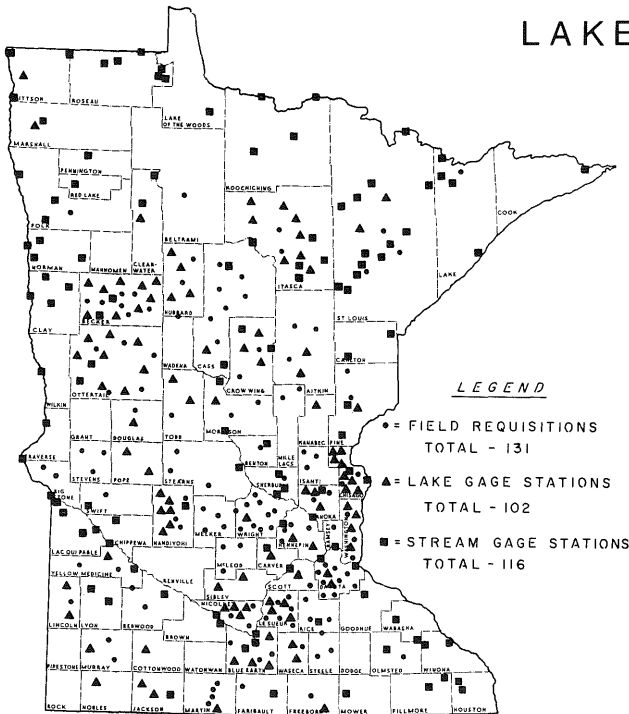 LAKE
KITTSON
ROSEAU
LAKE
OF THE WOODS
MARSHALL
PENNINGTON
RED LAKE
KOOCHICHING
COOK
POLK
BELTRAMI
CLEAR-
WATER
NORMAN
MAHNOMEN
ITASCA
LAKE
HUBBARD
BECKER
ST LOUIS
CLAY
WADENA
CASS
CARLTON
CROW WING
AITKIN
OTTERTAIL
WILKIN
LEGEND
= FIELD REQUISITIONS
TOTAL - 131
GRANT
DOUGLAS
TODD
MORRISON
KANABEC
PINE
MILLE
LACS
TRAVERSE
BENTON
STEVENS
POPE
STEARNS
SHERBURNE
ISANTI
CHISAGO
= LAKE GAGE STATIONS
TOTAL - 102
BIG
STONE
SWIFT
ANOKA
KANDIYOHI
MEEKER
WRIGHT
HENNEPIN
RAMSEY
WASHINGTON
= STREAM GAGE STATIONS
TOTAL - 116
CHIPPEWA
LAC QUI PARLE
MCLEOD
CARVER
YELLOW MEDICINE
RENVILLE
SCOTT
DAKOTA
SIBLEY
NICOLLET
LE SUEUR
RICE
GOODHUE
WABASHA
LINCOLN
LYON
REDWOOD
BROWN
PIPESTONE
MURRAY
COTTONWOOD
WATONWAN
BLUE EARTH
WASECA
STEELE
DODGE
OLMSTED
WINONA
ROCK
NOBLES
JACKSON
MARTIN
FARIBAULT
FREEBORN
MOWER
FILLMORE
HOUSTON